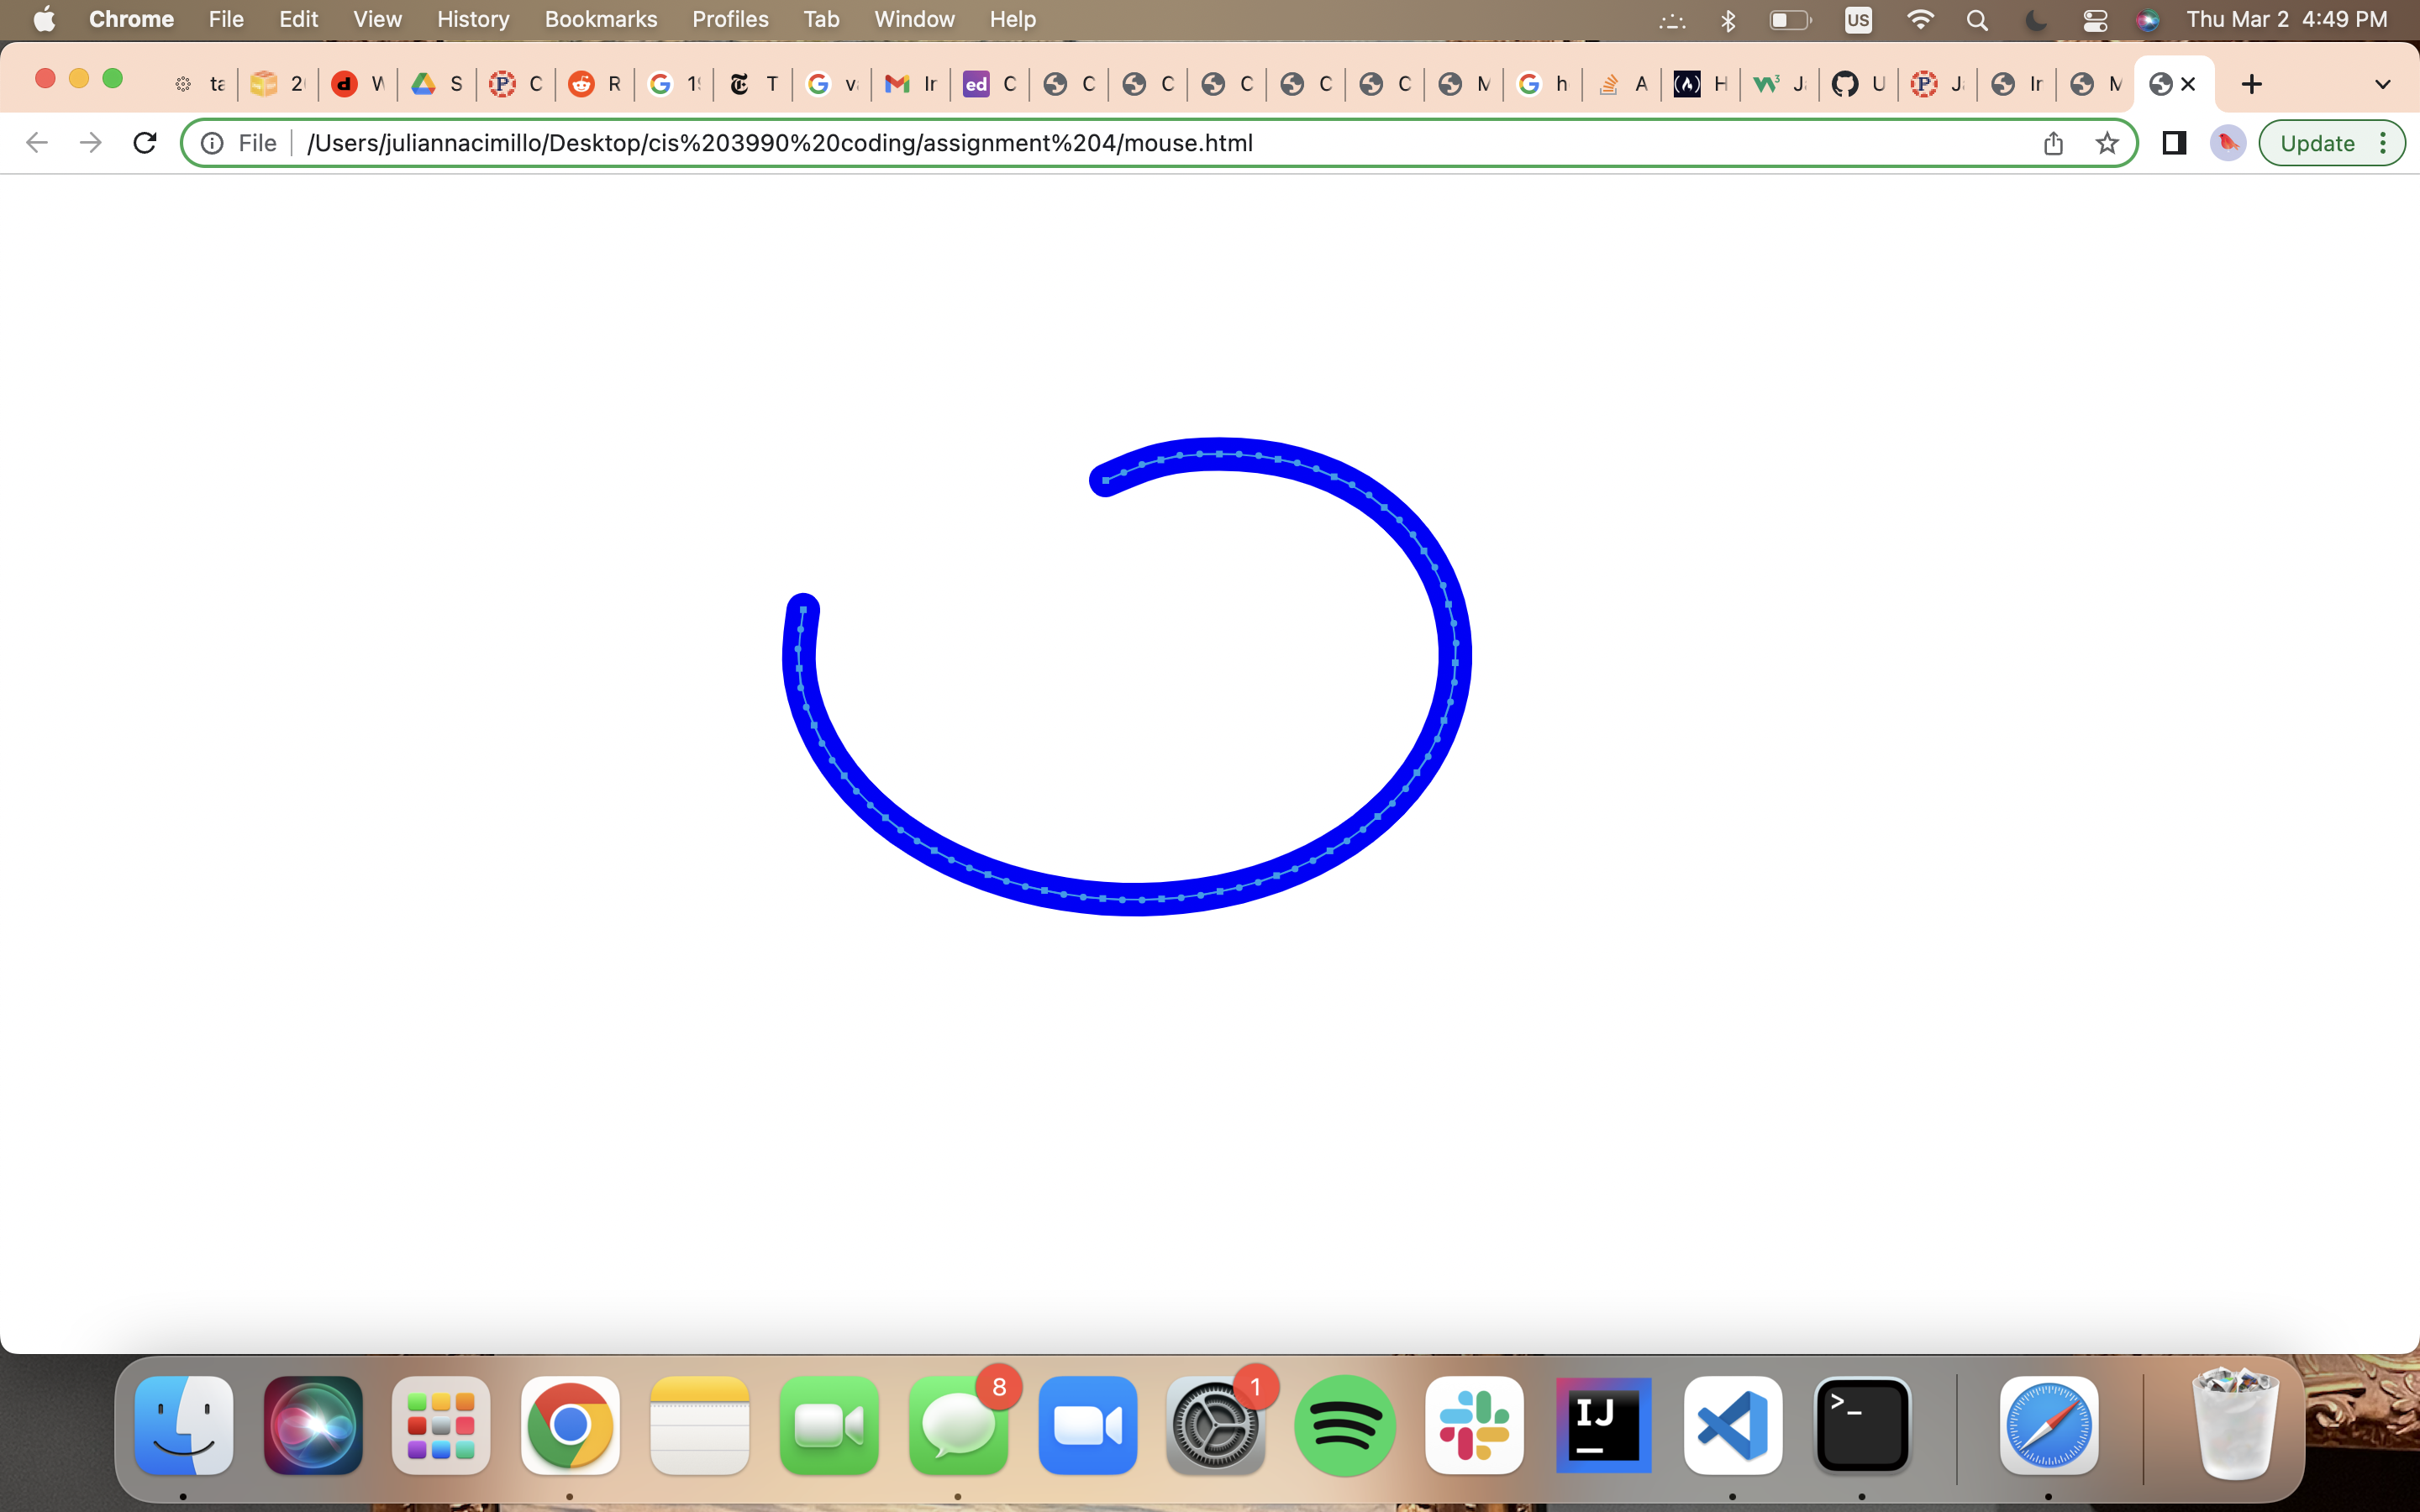 Chrome File Edit View History Bookmarks Profiles Tab Window Help US Thu Mar 2 4:49 PM
ta 2 d W S P C R G 1 T G v Ir ed C C C C C C M G h A H J U P J Ir M
File /Users/juliannacimillo/Desktop/cis%203990%20coding/assignment%204/mouse.html Update
8 1 IJ >_